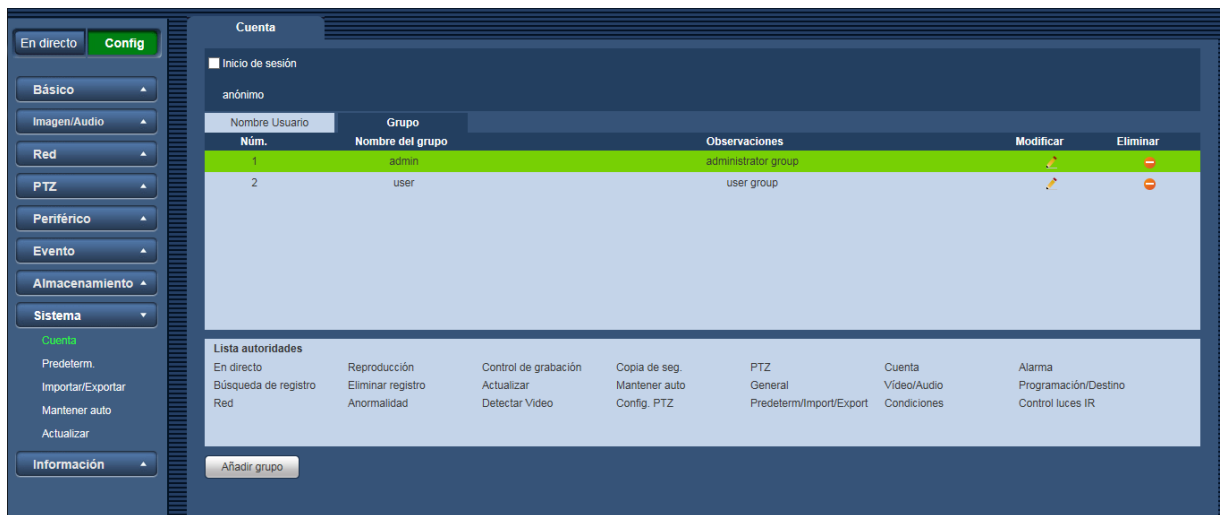 En directo Config
Básico
Imagen/Audio
Red
PTZ
Periférico
Evento
Almacenamiento
Sistema
Cuenta
Predeterm.
Importar/Exportar
Mantener auto
Actualizar
Información
Cuenta
Inicio de sesión
anónimo
Nombre Usuario Grupo
Núm. Nombre del grupo Observaciones Modificar Eliminar
1 admin administrator group
2 user user group
Lista autoridades
En directo Reproducción Control de grabación Copia de seg. PTZ Cuenta Alarma
Búsqueda de registro Eliminar registro Actualizar Mantener auto General Vídeo/Audio Programación/Destino
Red Anormalidad Detectar Video Config. PTZ Predeterm/Import/Export Condiciones Control luces IR
Añadir grupo